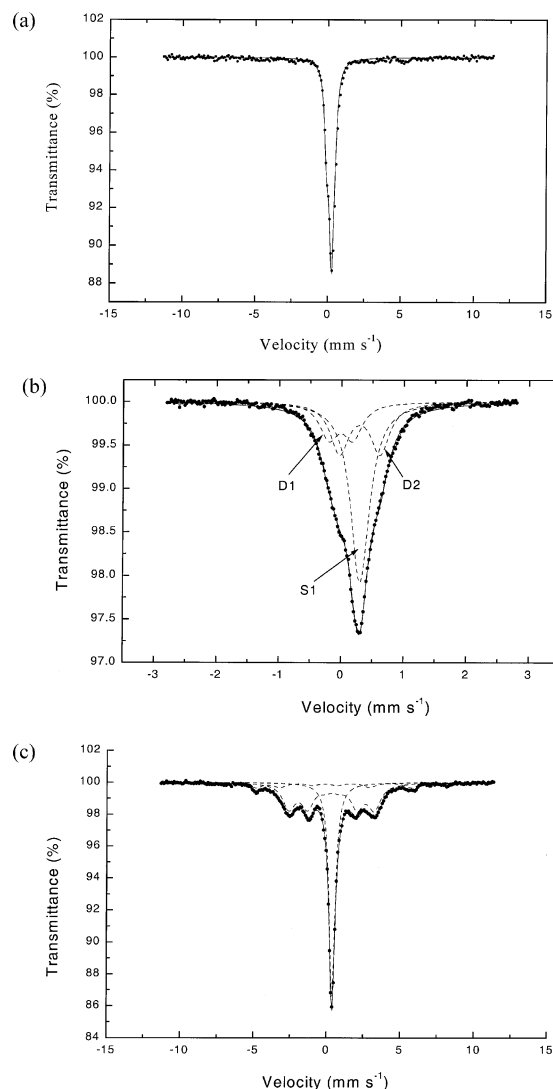 (a)
102
100
98
96
94
92
90
88
Transmittance (%)
-15 -10 -5 0 5 10 15
Velocity (mm s⁻¹)
(b)
100.0
99.5
99.0
98.5
98.0
97.5
97.0
Transmittance (%)
D1
D2
S1
-3 -2 -1 0 1 2 3
Velocity (mm s⁻¹)
(c)
102
100
98
96
94
92
90
88
86
84
Transmittance (%)
-15 -10 -5 0 5 10 15
Velocity (mm s⁻¹)